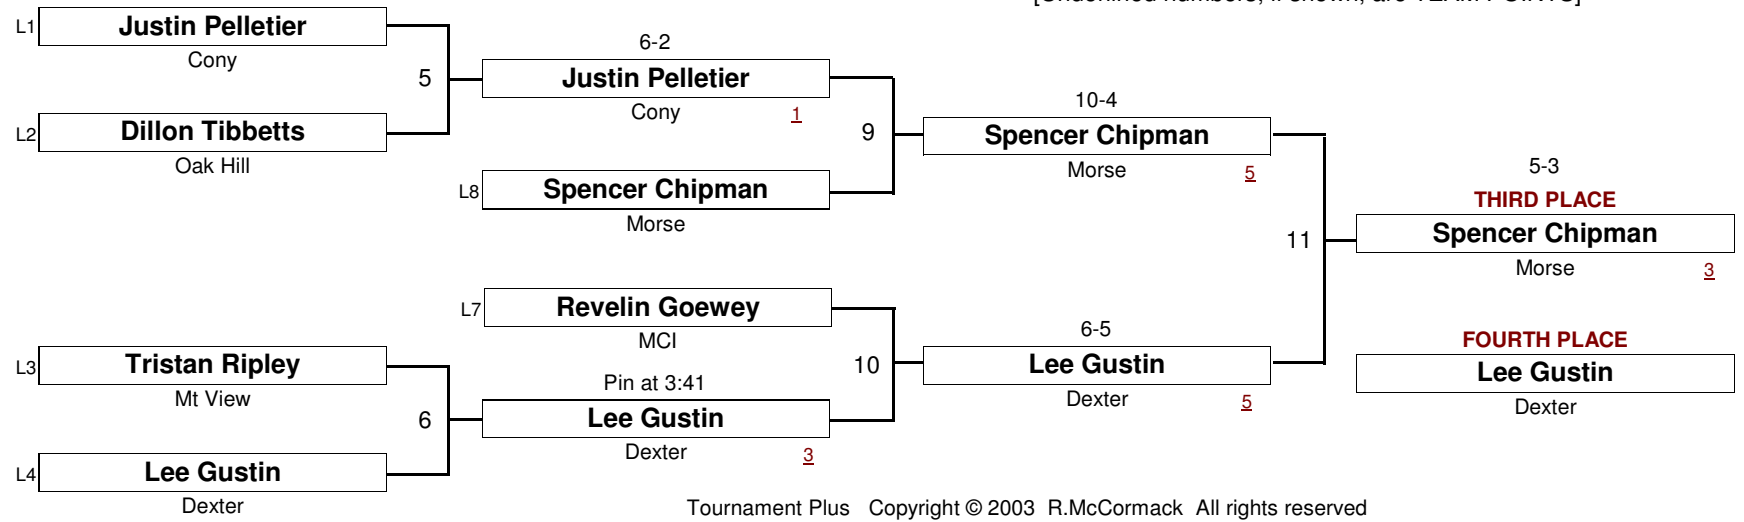 L1 Justin Pelletier
Cony
5
L2 Dillon Tibbetts
Oak Hill
6-2
Justin Pelletier
Cony 1
9
L8 Spencer Chipman
Morse
10-4
Spencer Chipman
Morse 5
5-3
THIRD PLACE
Spencer Chipman
Morse 3
11
L7 Revelin Goewey
MCI
10
L3 Tristan Ripley
Mt View
6
L4 Lee Gustin
Dexter
Pin at 3:41
Lee Gustin
Dexter 3
6-5
Lee Gustin
Dexter 5
FOURTH PLACE
Lee Gustin
Dexter
Tournament Plus Copyright © 2003 R.McCormack All rights reserved